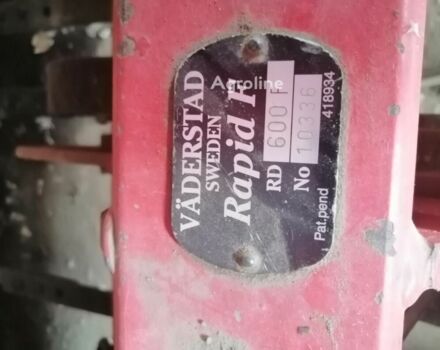 VÄDERSTAD
SWEDEN
Rapid F
RD 600 F
No 10336
Pat.pend 418934
Agroline